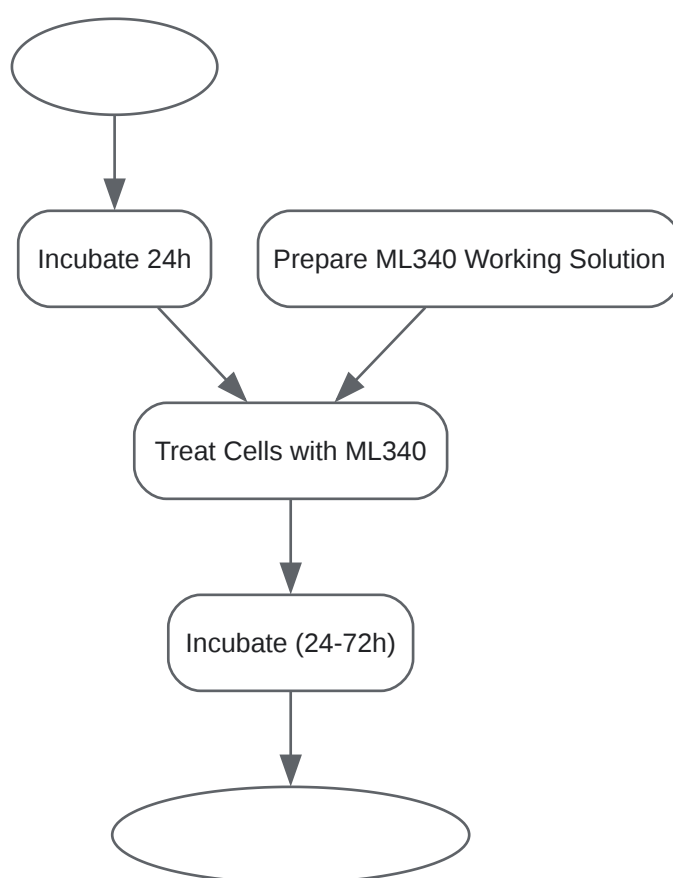 Incubate 24h
Prepare ML340 Working Solution
Treat Cells with ML340
Incubate (24-72h)